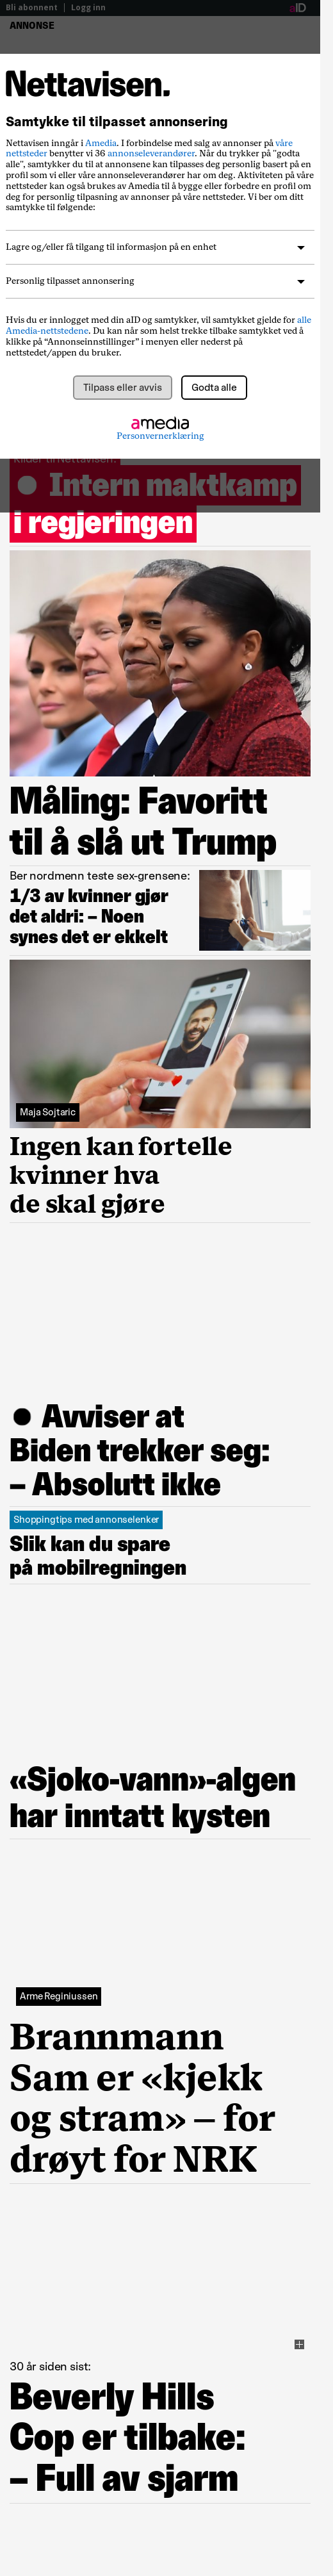 Bli abonnent | Logg inn
aID
ANNONSE
Nettavisen.
Samtykke til tilpasset annonsering
Nettavisen inngår i Amedia. I forbindelse med salg av annonser på våre
nettsteder benytter vi 36 annonseleverandører. Når du trykker på "godta
alle", samtykker du til at annonsene kan tilpasses deg personlig basert på en
profil som vi eller våre annonseleverandører har om deg. Aktiviteten på våre
nettsteder kan også brukes av Amedia til å bygge eller forbedre en profil om
deg for personlig tilpasning av annonser på våre nettsteder. Vi ber om ditt
samtykke til følgende:
Lagre og/eller få tilgang til informasjon på en enhet
Personlig tilpasset annonsering
Hvis du er innlogget med din aID og samtykker, vil samtykket gjelde for alle
Amedia-nettstedene. Du kan når som helst trekke tilbake samtykket ved å
klikke på “Annonseinnstillinger” i menyen eller nederst på
nettstedet/appen du bruker.
Tilpass eller avvis
Godta alle
amedia
Personvernerklæring
Kilder til Nettavisen:
Intern maktkamp
i regjeringen
Måling: Favoritt
til å slå ut Trump
Ber nordmenn teste sex-grensene:
1/3 av kvinner gjør
det aldri: – Noen
synes det er ekkelt
Maja Sojtaric
Ingen kan fortelle
kvinner hva
de skal gjøre
Avviser at
Biden trekker seg:
– Absolutt ikke
Shoppingtips med annonselenker
Slik kan du spare
på mobilregningen
«Sjoko-vann»-algen
har inntatt kysten
Arme Reginiussen
Brannmann
Sam er «kjekk
og stram» – for
drøyt for NRK
30 år siden sist:
Beverly Hills
Cop er tilbake:
– Full av sjarm